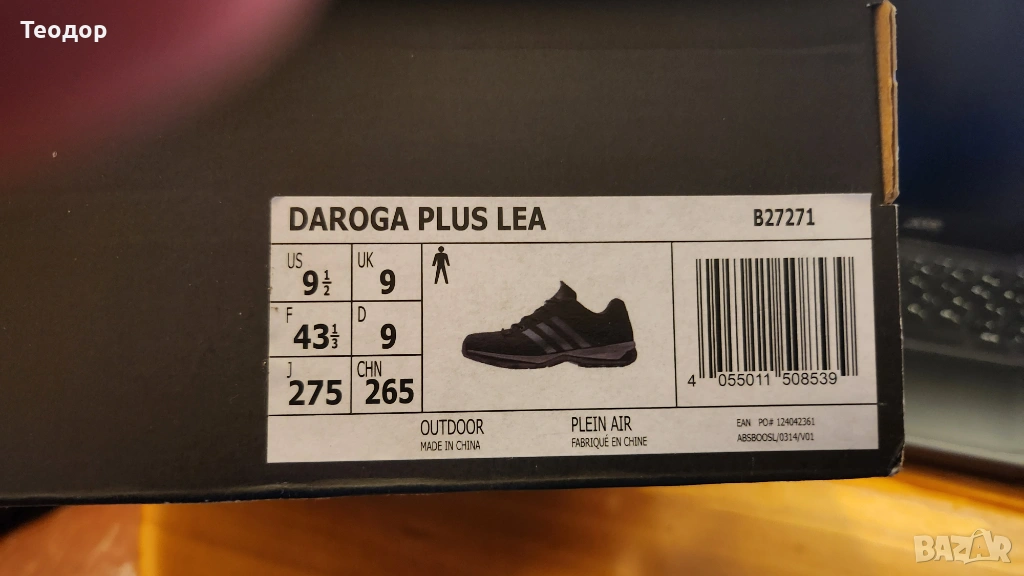 Теодор
DAROGA PLUS LEA B27271
US 9 1/2 UK 9
F 43 1/3 D 9
J 275 CHN 265
4 055011 508539
OUTDOOR PLEIN AIR
MADE IN CHINA FABRIQUÉ EN CHINE
EAN PO# 124042361
ABSBOOSL/0314/V01
BAZAR